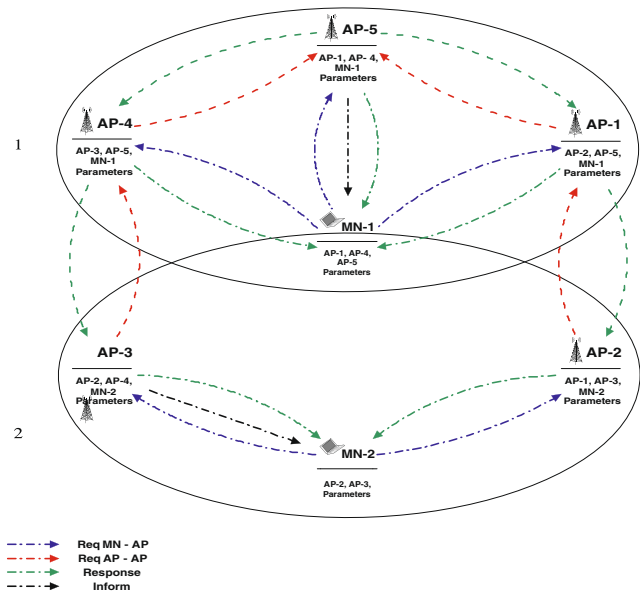 AP-5
AP-1, AP- 4,
MN-1
Parameters
AP-4
AP-3, AP-5,
MN-1
Parameters
AP-1
AP-2, AP-5,
MN-1
Parameters
1
MN-1
AP-1, AP-4,
AP-5
Parameters
AP-3
AP-2, AP-4,
MN-2
Parameters
AP-2
AP-1, AP-3,
MN-2
Parameters
2
MN-2
AP-2, AP-3,
Parameters
Req MN - AP
Req AP - AP
Response
Inform